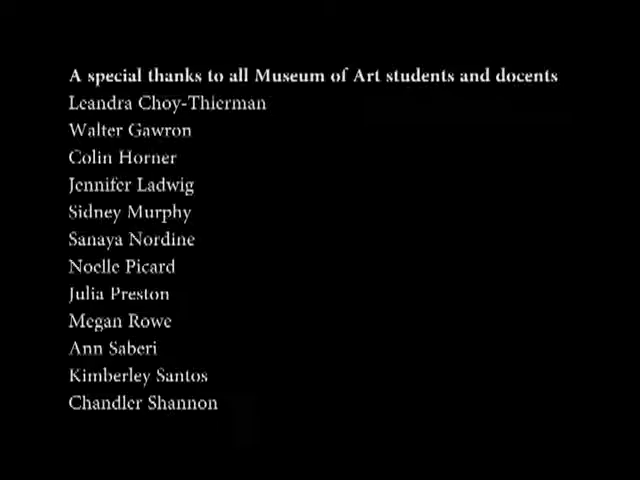 A special thanks to all Museum of Art students and docents
Leandra Choy-Thierman
Walter Gawron
Colin Horner
Jennifer Ladwig
Sidney Murphy
Sanaya Nordine
Noelle Picard
Julia Preston
Megan Rowe
Ann Saberi
Kimberley Santos
Chandler Shannon